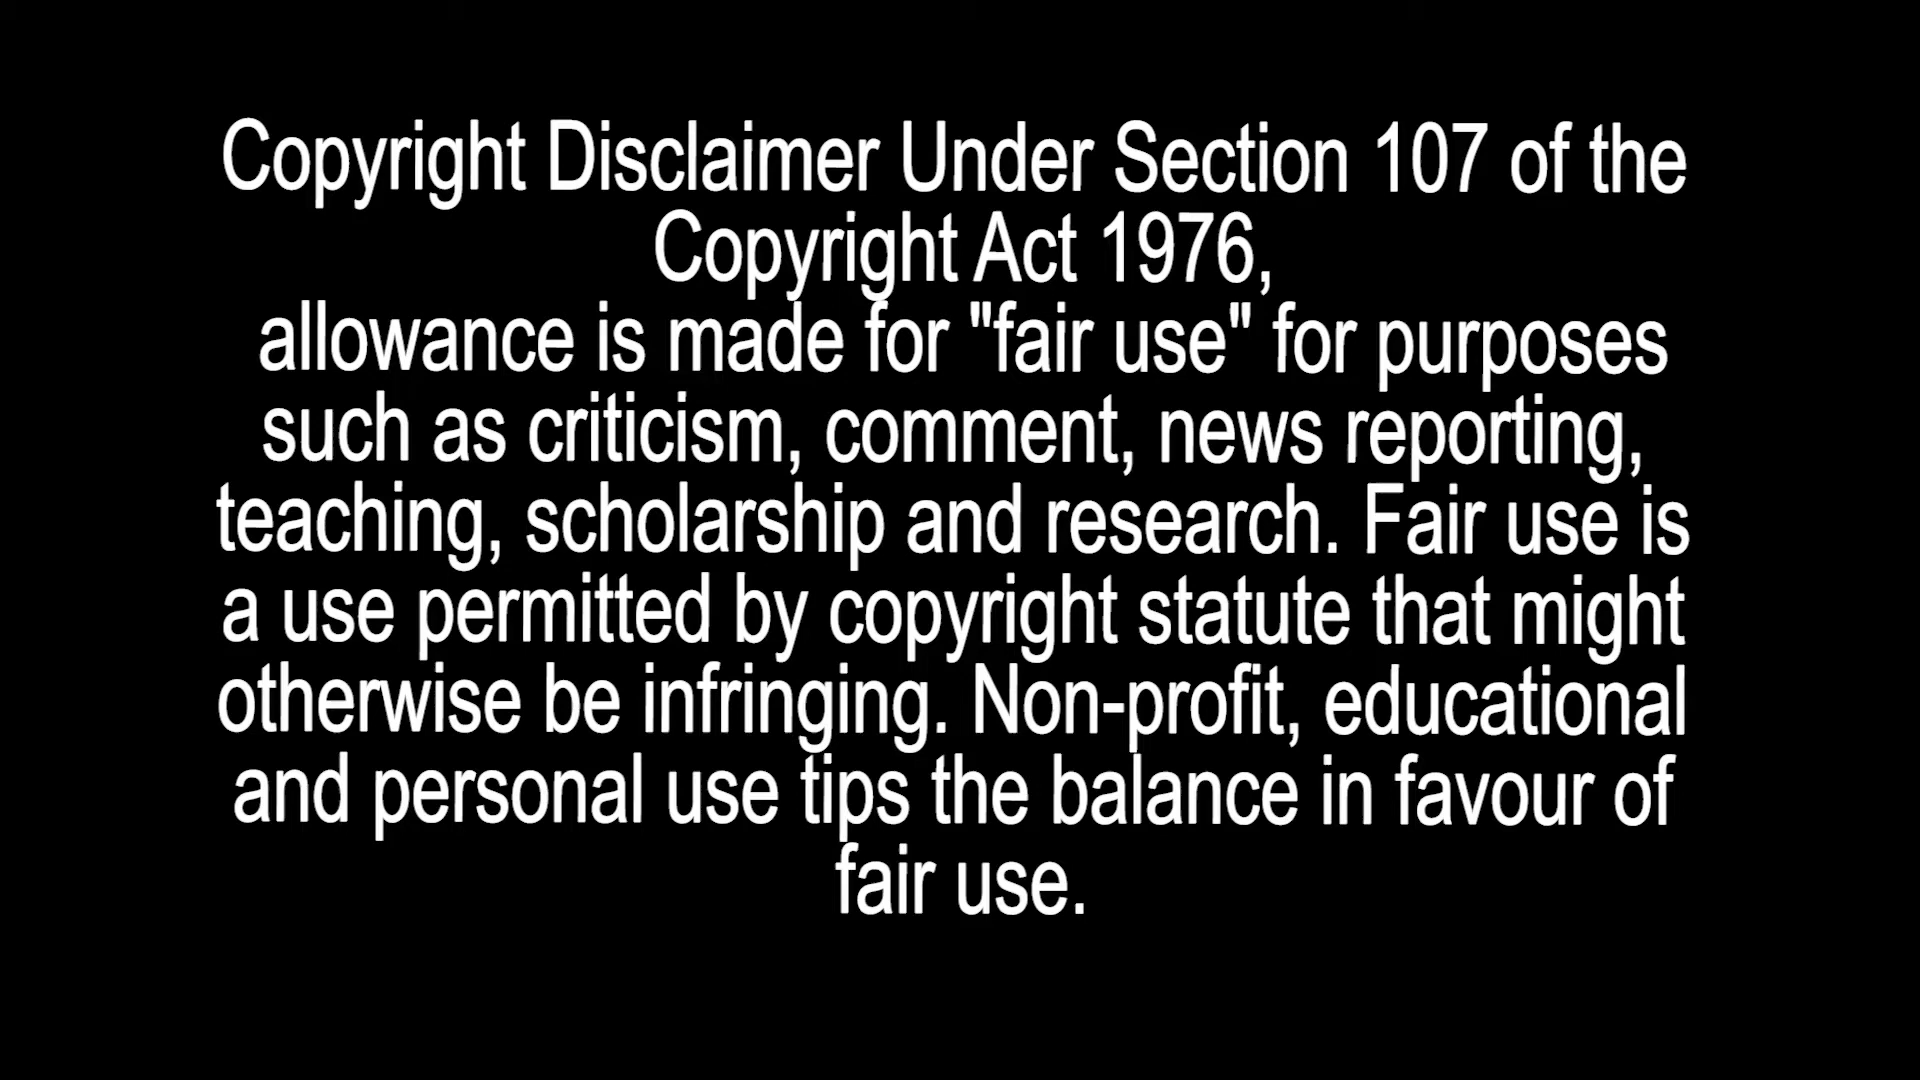 Copyright Disclaimer Under Section 107 of the
Copyright Act 1976,
allowance is made for "fair use" for purposes
such as criticism, comment, news reporting,
teaching, scholarship and research. Fair use is
a use permitted by copyright statute that might
otherwise be infringing. Non-profit, educational
and personal use tips the balance in favour of
fair use.